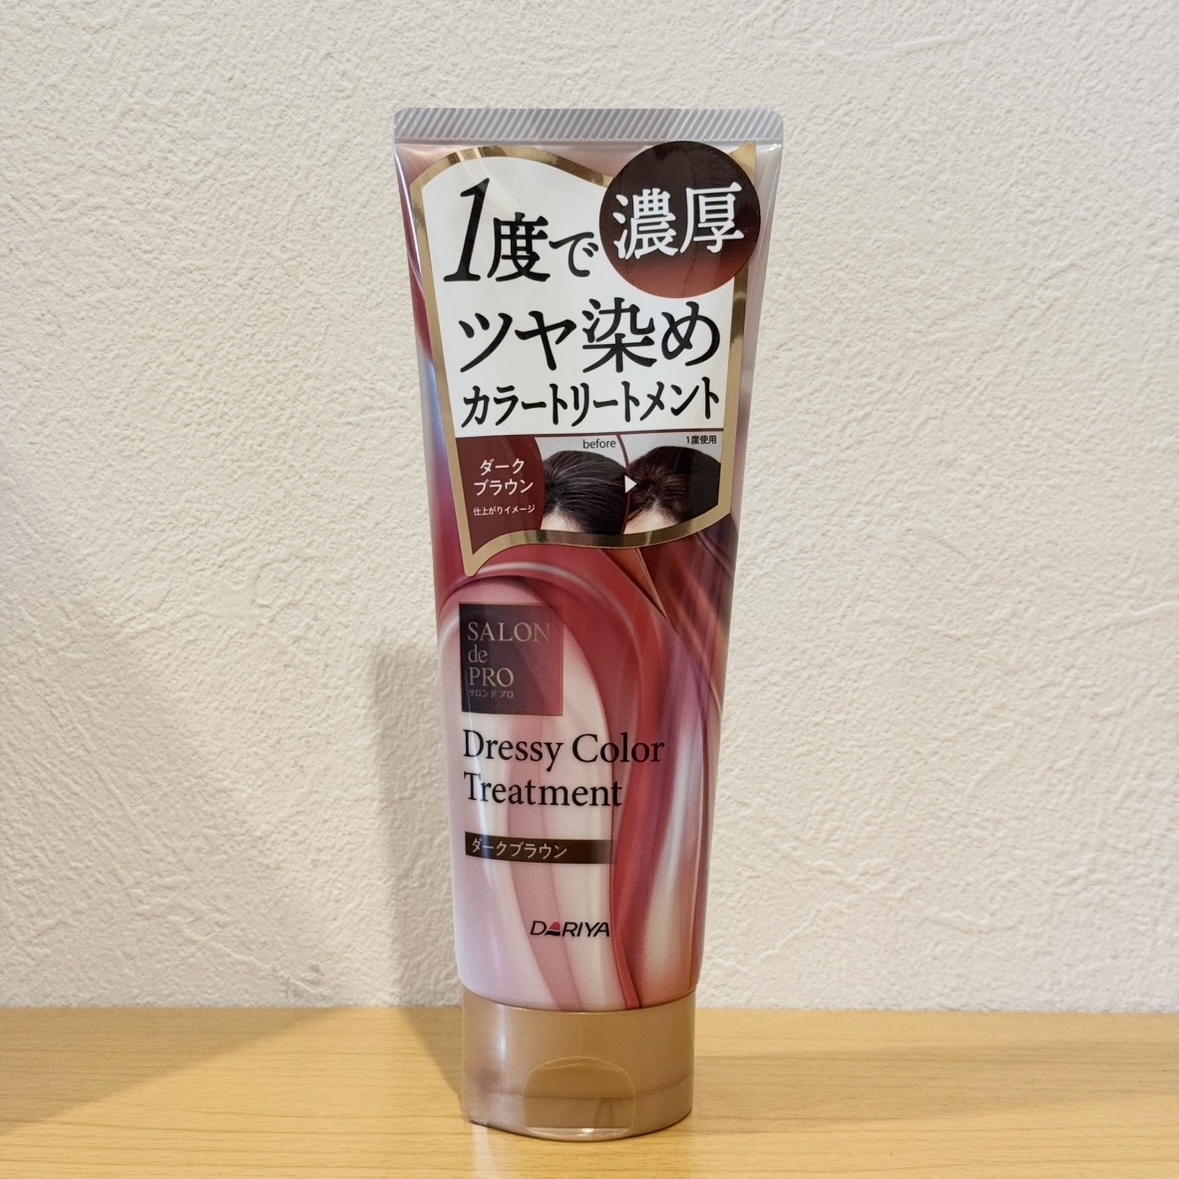 1度で
濃厚
ツヤ染め
カラートリートメント
before
1度使用
ダーク
ブラウン
仕上がりイメージ
SALON
de
PRO
サロンドプロ
Dressy Color
Treatment
ダークブラウン
DARIYA